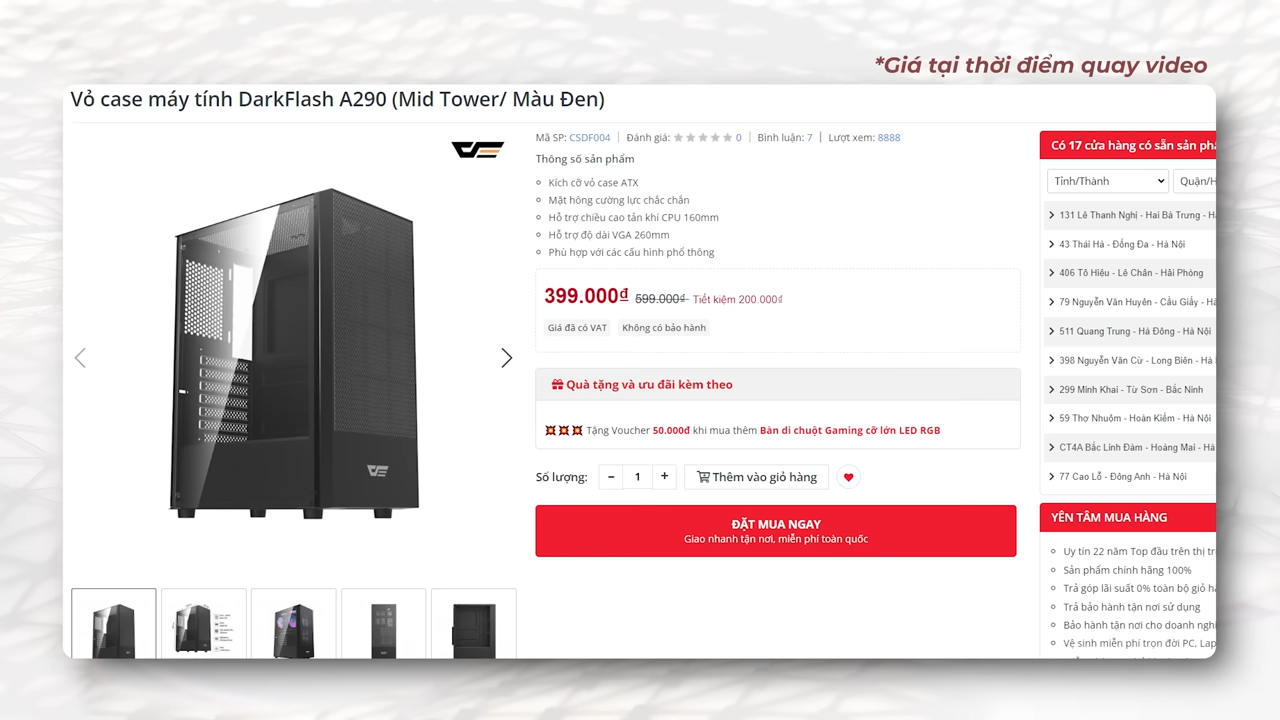 *Giá tại thời điểm quay video
Vỏ case máy tính DarkFlash A290 (Mid Tower/ Màu Đen)
Mã SP: CSDF004 | Đánh giá: 0 | Bình luận: 7 | Lượt xem: 8888
Thông số sản phẩm
Kích cỡ vỏ case ATX
Mặt hông cường lực chắc chắn
Hỗ trợ chiều cao tản khí CPU 160mm
Hỗ trợ độ dài VGA 260mm
Phù hợp với các cấu hình phổ thông
399.000₫ 599.000₫ Tiết kiệm 200.000₫
Giá đã có VAT Không có bảo hành
Quà tặng và ưu đãi kèm theo
Tặng Voucher 50.000đ khi mua thêm Bàn di chuột Gaming cỡ lớn LED RGB
Số lượng: - 1 + Thêm vào giỏ hàng
ĐẶT MUA NGAY
Giao nhanh tận nơi, miễn phí toàn quốc
Có 17 cửa hàng có sẵn sản
Tỉnh/Thành Quận/H
131 Lê Thanh Nghị - Hai Bà Trưng -
43 Thái Hà - Đống Đa - Hà Nội
406 Tô Hiệu - Lê Chân - Hải Phòng
79 Nguyễn Văn Huyên - Cầu Giấy -
511 Quang Trung - Hà Đông - Hà Nội
398 Nguyễn Văn Cừ - Long Biên - Hà
299 Minh Khai - Từ Sơn - Bắc Ninh
59 Thợ Nhuộm - Hoàn Kiếm - Hà Nội
CT4A Bắc Linh Đàm - Hoàng Mai - Hà
77 Cao Lỗ - Đông Anh - Hà Nội
YÊN TÂM MUA HÀNG
Uy tín 22 năm Top đầu trên thị
Sản phẩm chính hãng 100%
Trả góp lãi suất 0% toàn bộ giỏ
Trả bảo hành tận nơi sử dụng
Bảo hành tận nơi cho doanh
Vệ sinh miễn phí trọn đời PC,